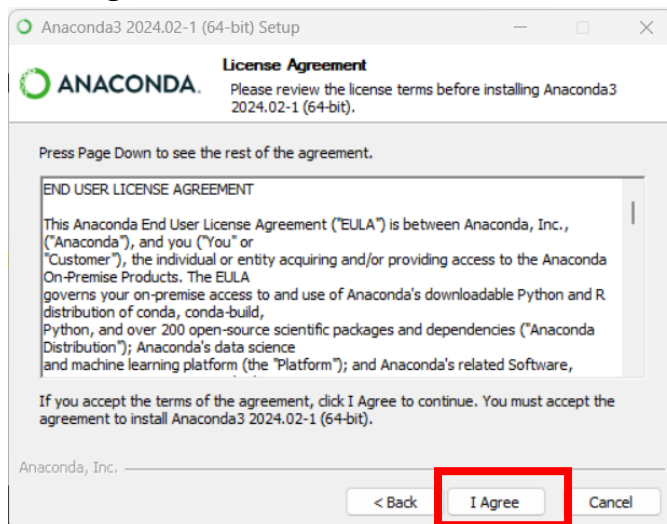 Anaconda3 2024.02-1 (64-bit) Setup
ANACONDA.
License Agreement
Please review the license terms before installing Anaconda3
2024.02-1 (64-bit).
Press Page Down to see the rest of the agreement.
END USER LICENSE AGREEMENT
This Anaconda End User License Agreement ("EULA") is between Anaconda, Inc.,
("Anaconda"), and you ("You" or
"Customer"), the individual or entity acquiring and/or providing access to the Anaconda
On-Premise Products. The EULA
governs your on-premise access to and use of Anaconda's downloadable Python and R
distribution of conda, conda-build,
Python, and over 200 open-source scientific packages and dependencies ("Anaconda
Distribution"); Anaconda's data science
and machine learning platform (the "Platform"); and Anaconda's related Software,
If you accept the terms of the agreement, click I Agree to continue. You must accept the
agreement to install Anaconda3 2024.02-1 (64-bit).
Anaconda, Inc.
< Back I Agree Cancel